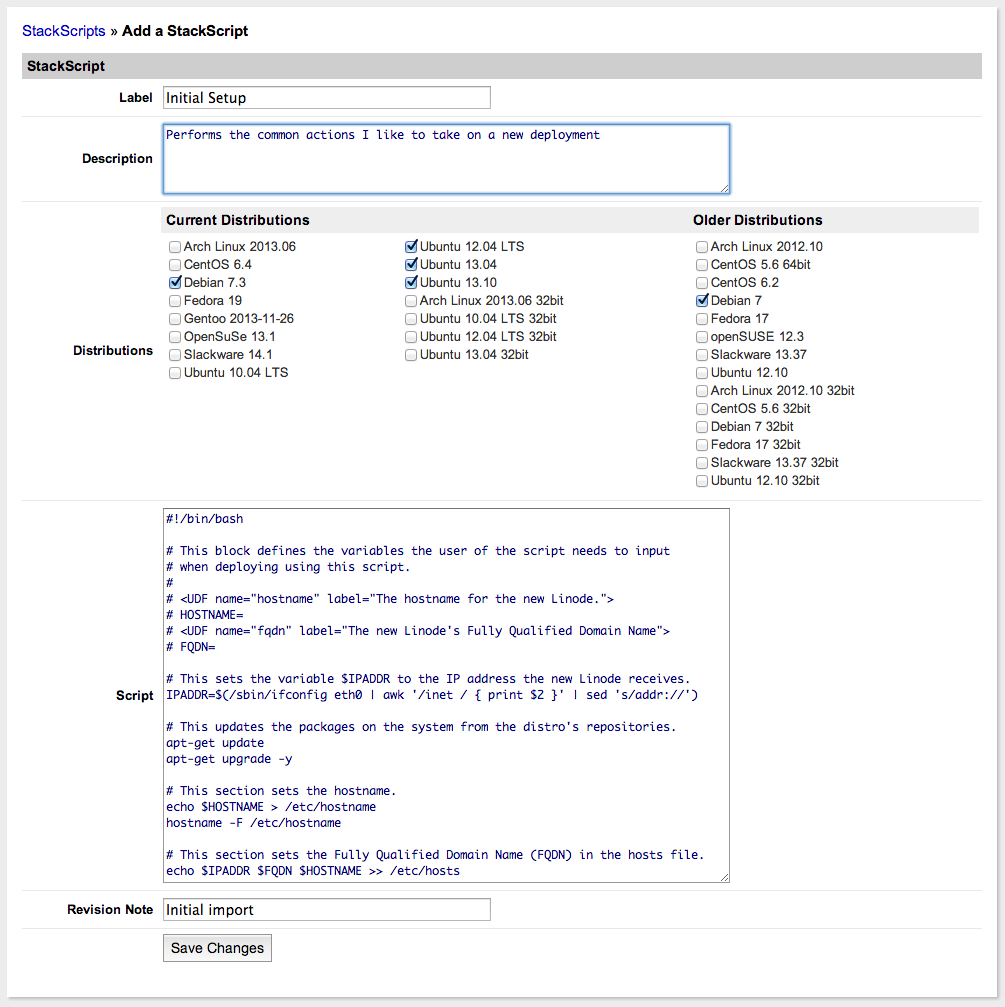 StackScripts » Add a StackScript
StackScript
Label Initial Setup
Description Performs the common actions I like to take on a new deployment
Distributions
Current Distributions
Arch Linux 2013.06
CentOS 6.4
Debian 7.3
Fedora 19
Gentoo 2013-11-26
OpenSuSe 13.1
Slackware 14.1
Ubuntu 10.04 LTS
Ubuntu 12.04 LTS
Ubuntu 13.04
Ubuntu 13.10
Arch Linux 2013.06 32bit
Ubuntu 10.04 LTS 32bit
Ubuntu 12.04 LTS 32bit
Ubuntu 13.04 32bit
Older Distributions
Arch Linux 2012.10
CentOS 5.6 64bit
CentOS 6.2
Debian 7
Fedora 17
openSUSE 12.3
Slackware 13.37
Ubuntu 12.10
Arch Linux 2012.10 32bit
CentOS 5.6 32bit
Debian 7 32bit
Fedora 17 32bit
Slackware 13.37 32bit
Ubuntu 12.10 32bit
Script
#!/bin/bash
# This block defines the variables the user of the script needs to input
# when deploying using this script.
#
# <UDF name="hostname" label="The hostname for the new Linode.">
# HOSTNAME=
# <UDF name="fqdn" label="The new Linode's Fully Qualified Domain Name">
# FQDN=
# This sets the variable $IPADDR to the IP address the new Linode receives.
IPADDR=$(/sbin/ifconfig eth0 | awk '/inet / { print $2 }' | sed 's/addr://')
# This updates the packages on the system from the distro's repositories.
apt-get update
apt-get upgrade -y
# This section sets the hostname.
echo $HOSTNAME > /etc/hostname
hostname -F /etc/hostname
# This section sets the Fully Qualified Domain Name (FQDN) in the hosts file.
echo $IPADDR $FQDN $HOSTNAME >> /etc/hosts
Revision Note Initial import
Save Changes